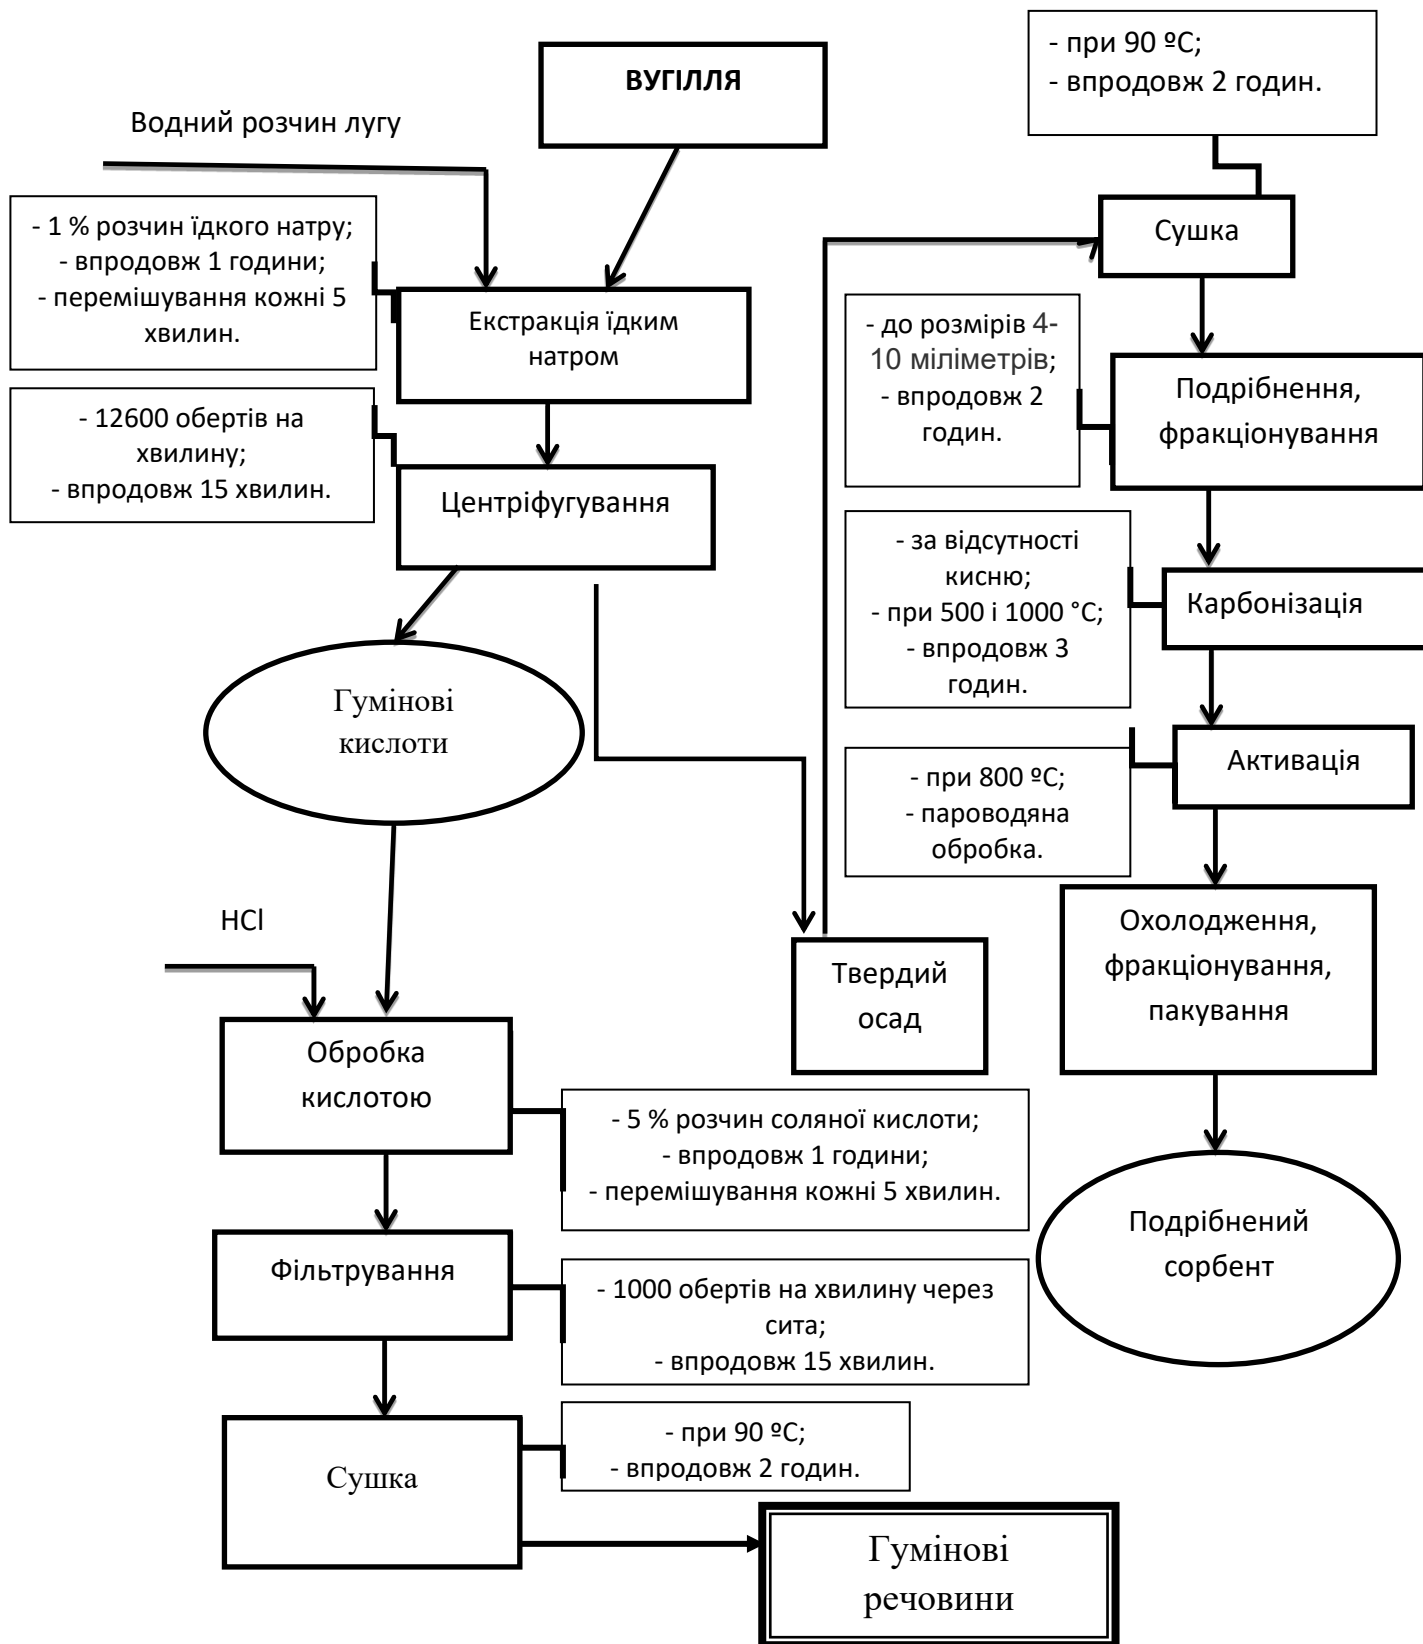 ВУГІЛЛЯ
- при 90 ºС;
- впродовж 2 годин.
Водний розчин лугу
- 1 % розчин їдкого натру;
- впродовж 1 години;
- перемішування кожні 5
хвилин.
Екстракція їдким
натром
- 12600 обертів на
хвилину;
- впродовж 15 хвилин.
Центріфугування
Гумінові
кислоти
HCl
Обробка
кислотою
- 5 % розчин соляної кислоти;
- впродовж 1 години;
- перемішування кожні 5 хвилин.
Фільтрування
- 1000 обертів на хвилину через
сита;
- впродовж 15 хвилин.
Сушка
- при 90 ºС;
- впродовж 2 годин.
Гумінові
речовини
Твердий
осад
Сушка
- до розмірів 4-
10 міліметрів;
- впродовж 2
годин.
Подрібнення,
фракціонування
- за відсутності
кисню;
- при 500 і 1000 °С;
- впродовж 3
годин.
Карбонізація
- при 800 ºС;
- пароводяна
обробка.
Активація
Охолодження,
фракціонування,
пакування
Подрібнений
сорбент